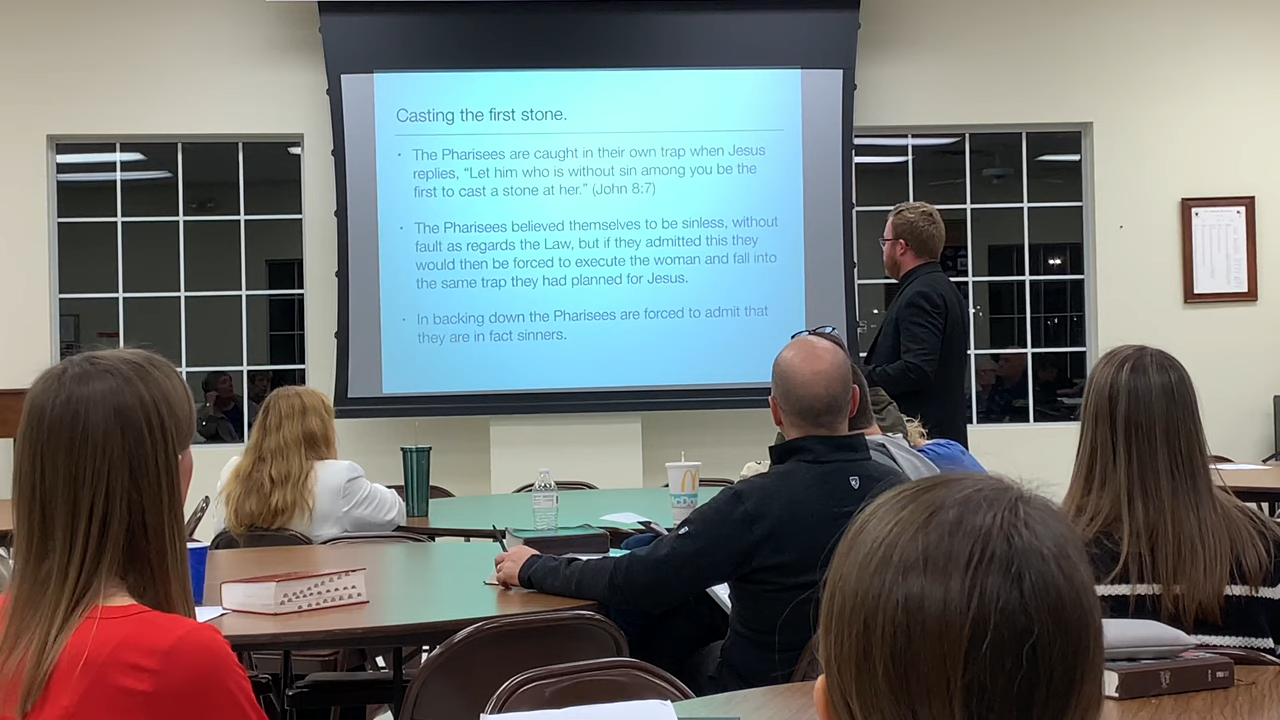 Casting the first stone.
• The Pharisees are caught in their own trap when Jesus
replies, “Let him who is without sin among you be the
first to cast a stone at her.” (John 8:7)
• The Pharisees believed themselves to be sinless, without
fault as regards the Law, but if they admitted this they
would then be forced to execute the woman and fall into
the same trap they had planned for Jesus.
• In backing down the Pharisees are forced to admit that
they are in fact sinners.